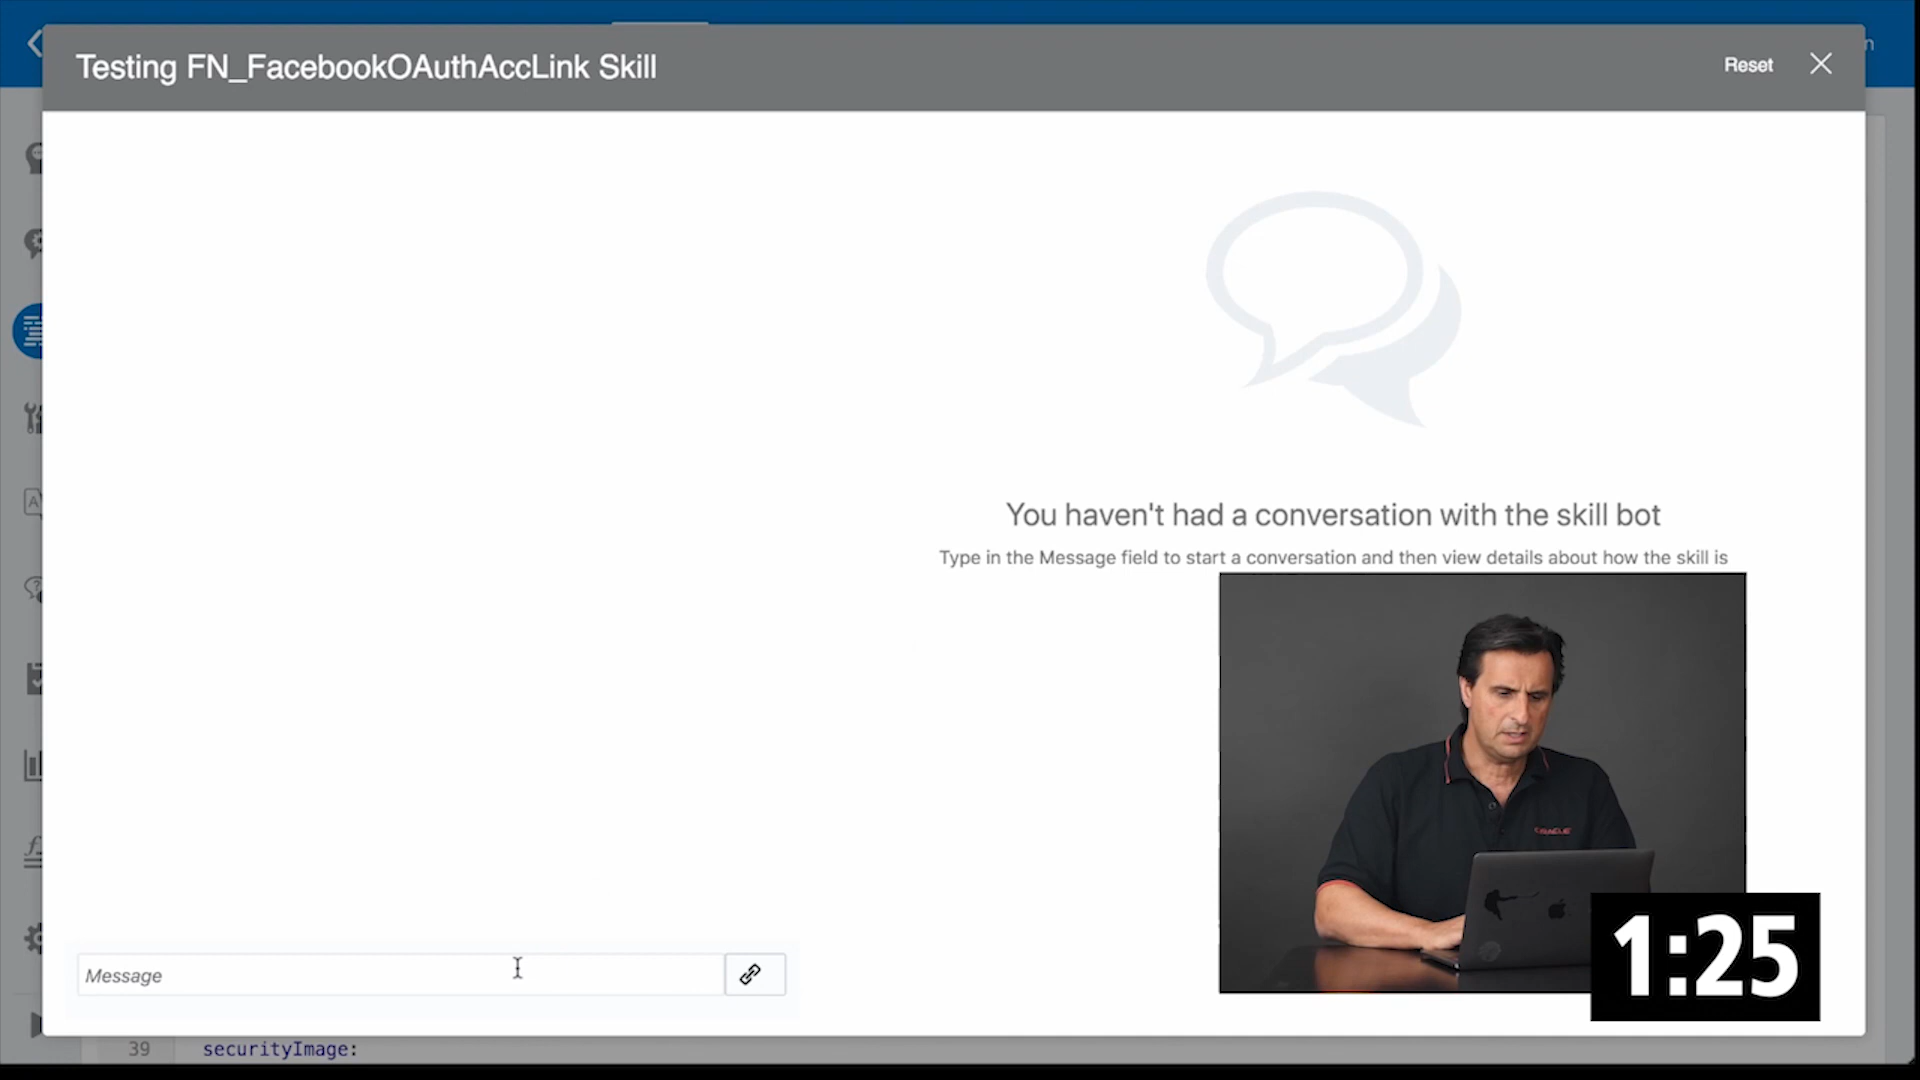 Testing FN_FacebookOAuthAccLink Skill
Reset
You haven't had a conversation with the skill bot
Type in the Message field to start a conversation and then view details about how the skill is
ORACLE
Message
1:25
39 securityImage: